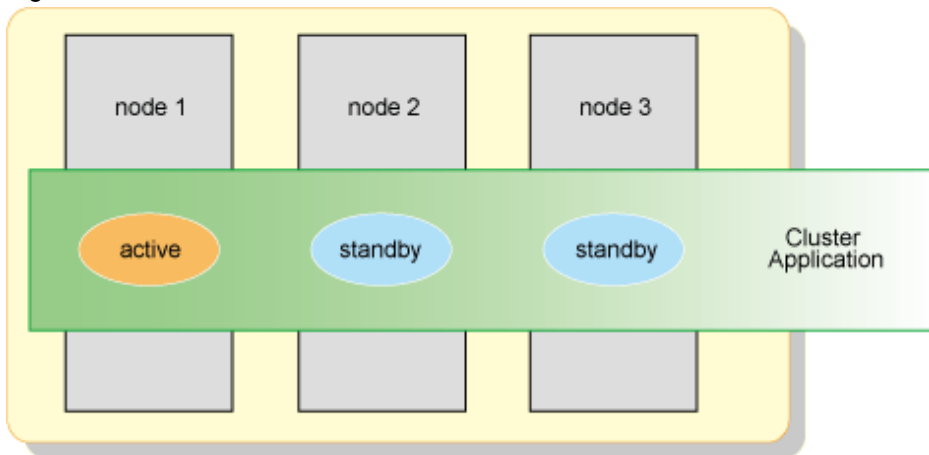 node 1
node 2
node 3
active
standby
standby
Cluster
Application